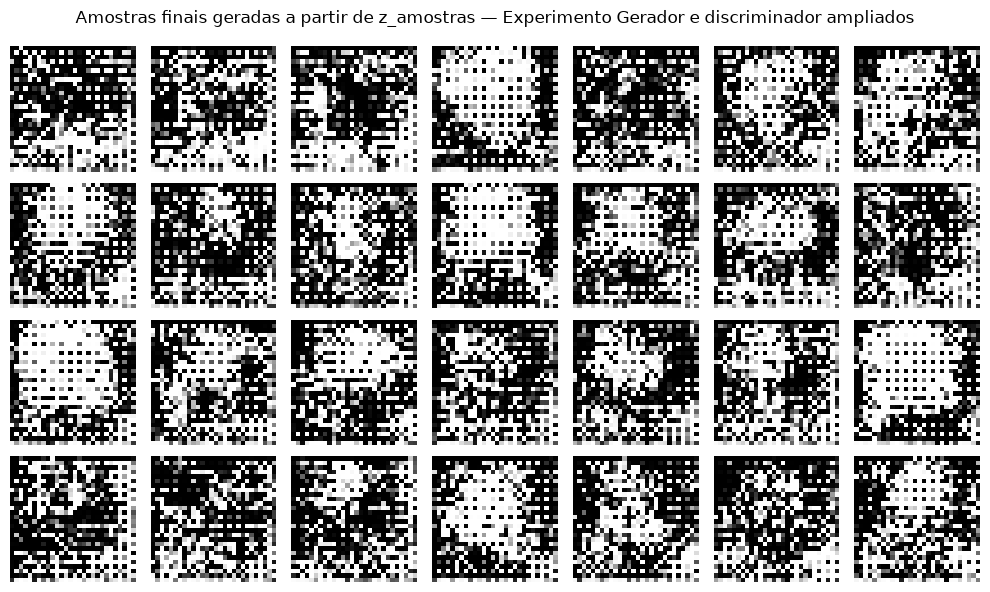 Amostras finais geradas a partir de z_amostras — Experimento Gerador e discriminador ampliados